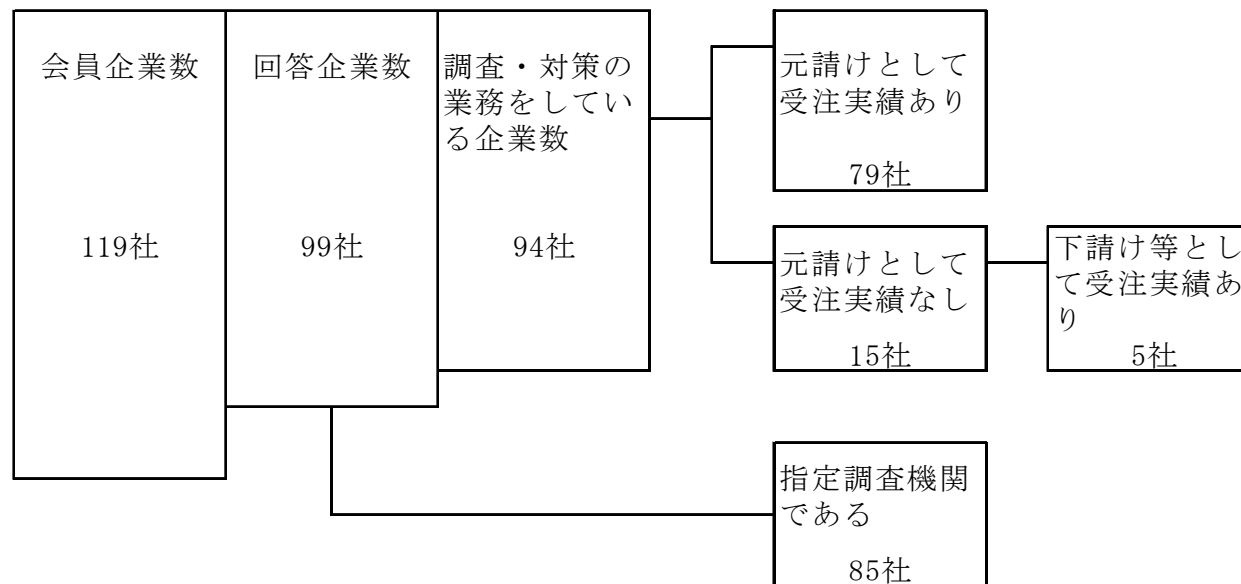 会員企業数
119社
回答企業数
99社
調査・対策の
業務をしてい
る企業数
94社
元請けとして
受注実績あり
79社
元請けとして
受注実績なし
15社
下請け等とし
て受注実績あ
り
5社
指定調査機関
である
85社